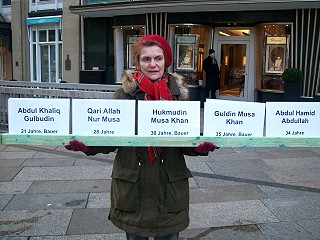 Abdul Khaliq
Gulbudin
21 Jahre, Bauer
Qari Allah
Nur Musa
28 Jahre
Hukmudin
Musa Khan
30 Jahre, Bauer
Guldin Musa
Khan
35 Jahre, Bauer
Abdul Hamid
Abdullah
34 Jahre